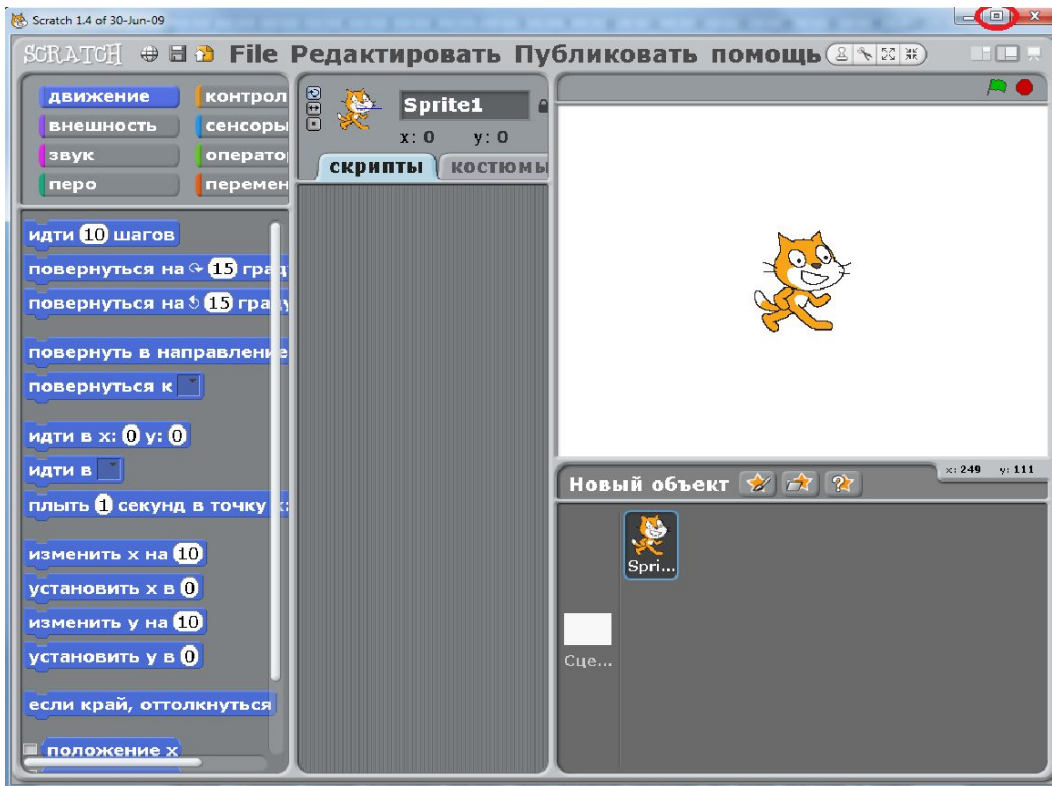 Scratch 1.4 of 30-Jun-09
SCRATCH File Редактировать Публиковать помощь
движение контрол
внешность сенсоры
звук операто
перо перемен
Sprite1
x: 0 y: 0
скрипты костюмы
идти 10 шагов
повернуться на 15 граду
повернуться на 15 граду
повернуть в направление
повернуться к
идти в x: 0 y: 0
идти в
плыть 1 секунд в точку x:
изменить x на 10
установить x в 0
изменить y на 10
установить y в 0
если край, оттолкнуться
положение x
x: 249 y: 111
Новый объект
Spri...
Сце...